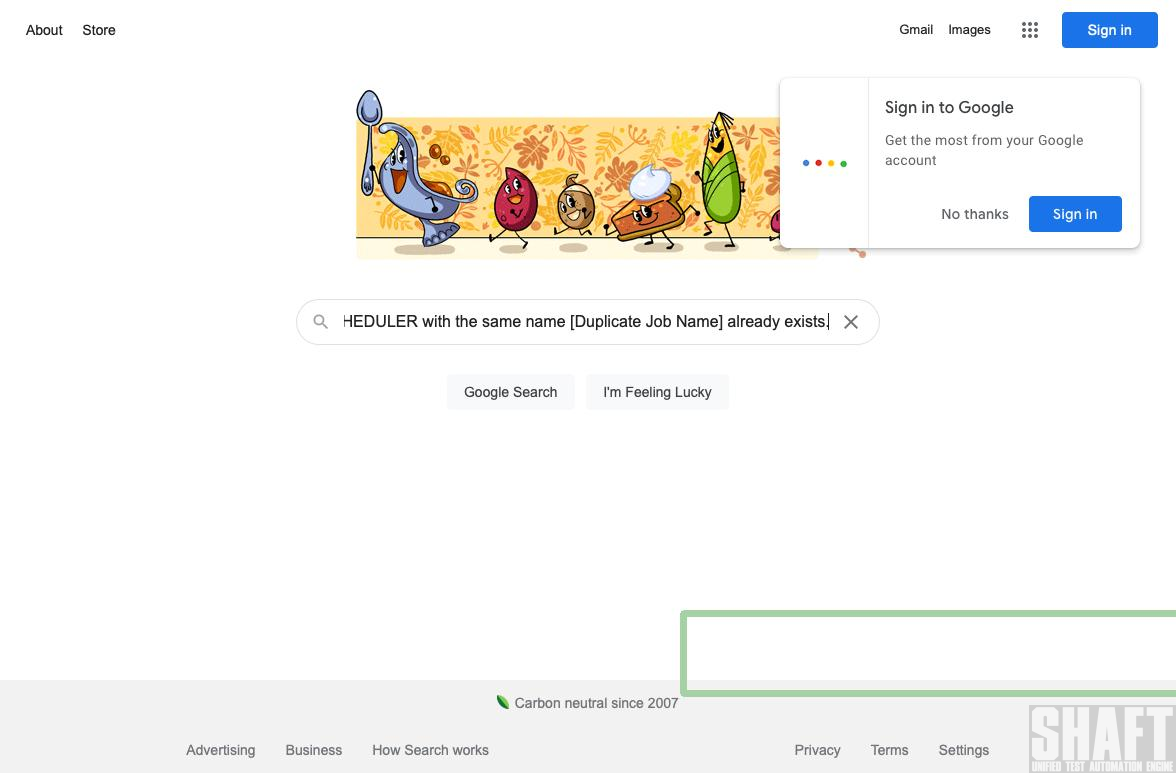 About Store
Gmail Images
Sign in
Sign in to Google
Get the most from your Google
account
No thanks
Sign in
HEDULER with the same name [Duplicate Job Name] already exists.
Google Search
I'm Feeling Lucky
Carbon neutral since 2007
Advertising Business How Search works
Privacy Terms Settings
SHAFT
UNIFIED TEST AUTOMATION ENGINE